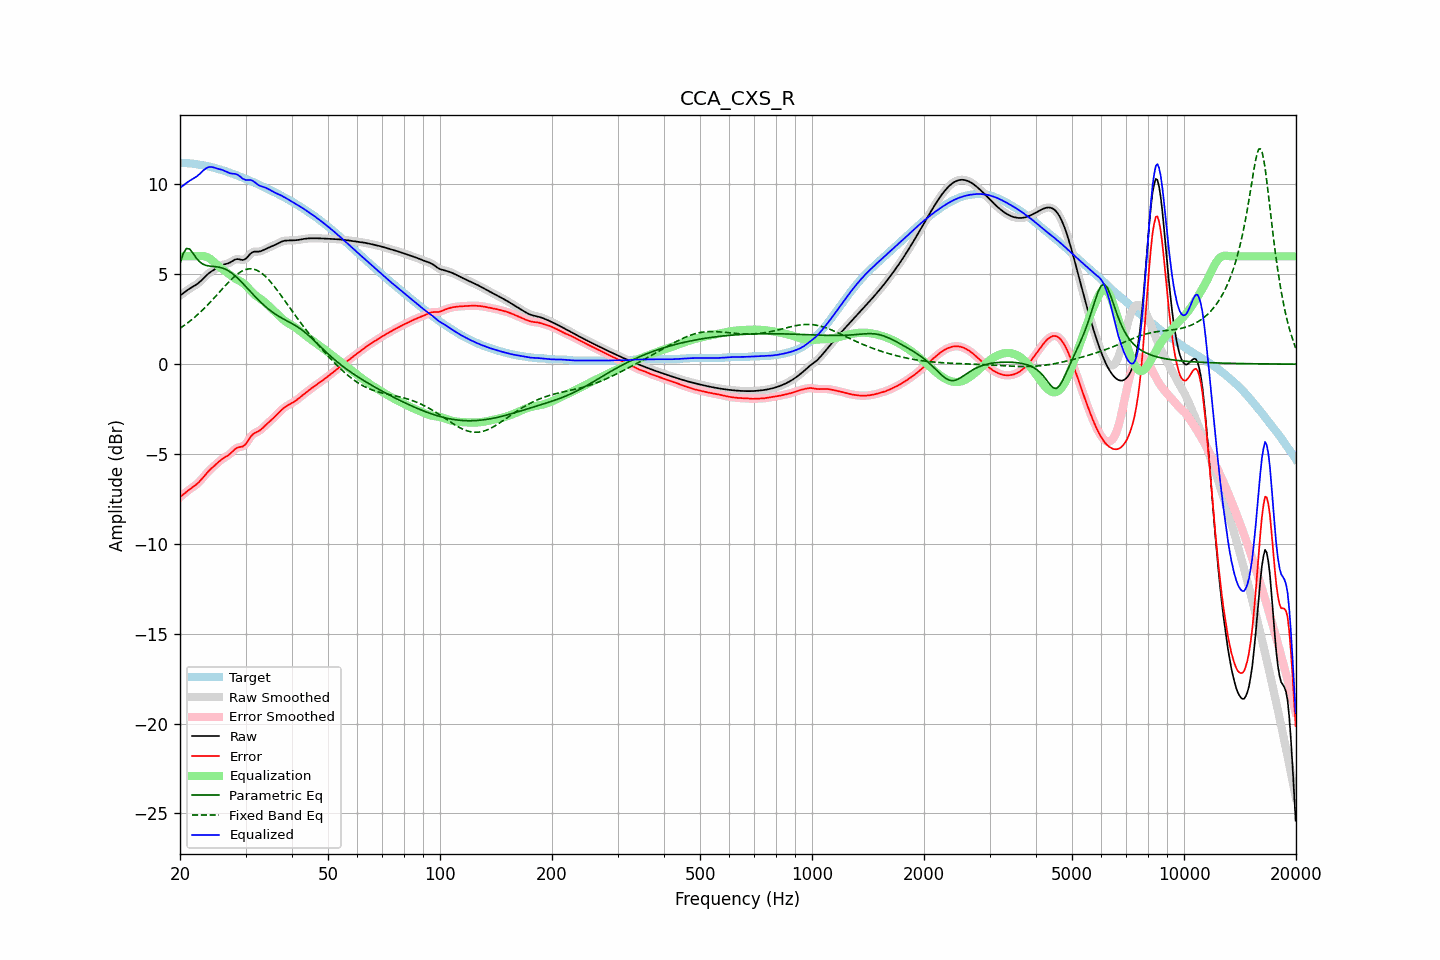 CCA_CXS_R
Amplitude (dBr)
10
5
0
−5
−10
−15
−20
−25
Target
Raw Smoothed
Error Smoothed
Raw
Error
Equalization
Parametric Eq
Fixed Band Eq
Equalized
20 50 100 200 500 1000 2000 5000 10000 20000
Frequency (Hz)